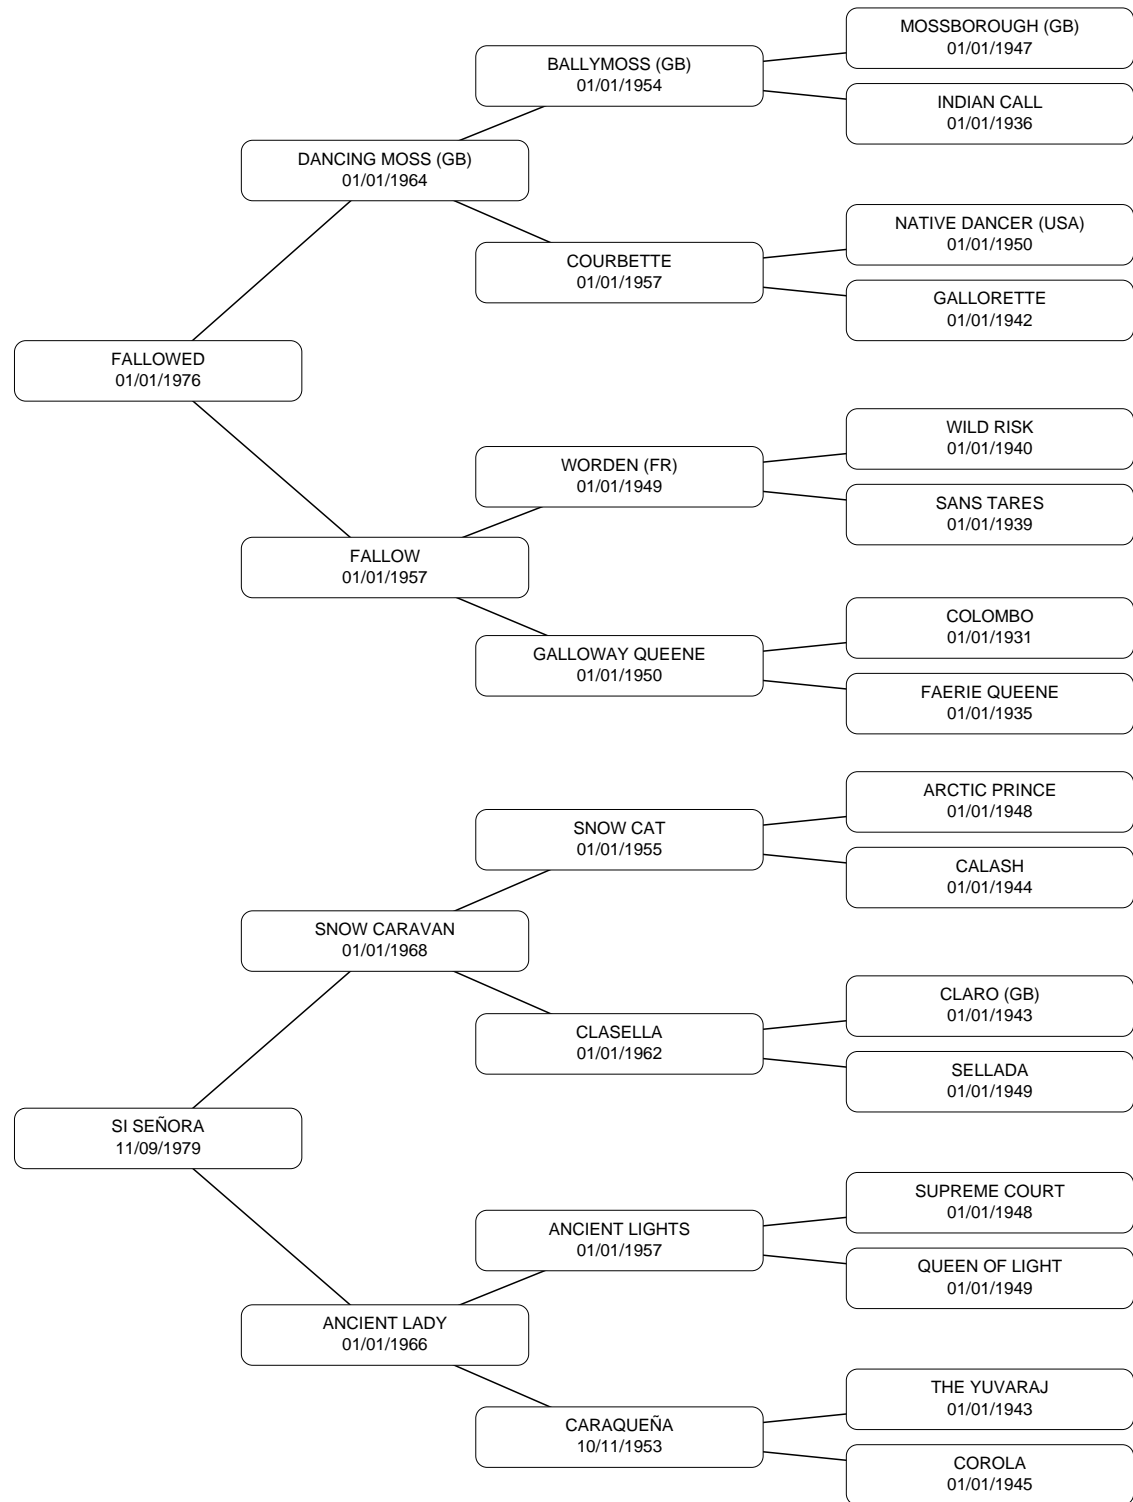 MOSSBOROUGH (GB)
01/01/1947
BALLYMOSS (GB)
01/01/1954
INDIAN CALL
01/01/1936
DANCING MOSS (GB)
01/01/1964
NATIVE DANCER (USA)
01/01/1950
COURBETTE
01/01/1957
GALLORETTE
01/01/1942
FALLOWED
01/01/1976
WILD RISK
01/01/1940
WORDEN (FR)
01/01/1949
SANS TARES
01/01/1939
FALLOW
01/01/1957
COLOMBO
01/01/1931
GALLOWAY QUEENE
01/01/1950
FAERIE QUEENE
01/01/1935
ARCTIC PRINCE
01/01/1948
SNOW CAT
01/01/1955
CALASH
01/01/1944
SNOW CARAVAN
01/01/1968
CLARO (GB)
01/01/1943
CLASELLA
01/01/1962
SELLADA
01/01/1949
SI SEÑORA
11/09/1979
SUPREME COURT
01/01/1948
ANCIENT LIGHTS
01/01/1957
QUEEN OF LIGHT
01/01/1949
ANCIENT LADY
01/01/1966
THE YUVARAJ
01/01/1943
CARAQUEÑA
10/11/1953
COROLA
01/01/1945